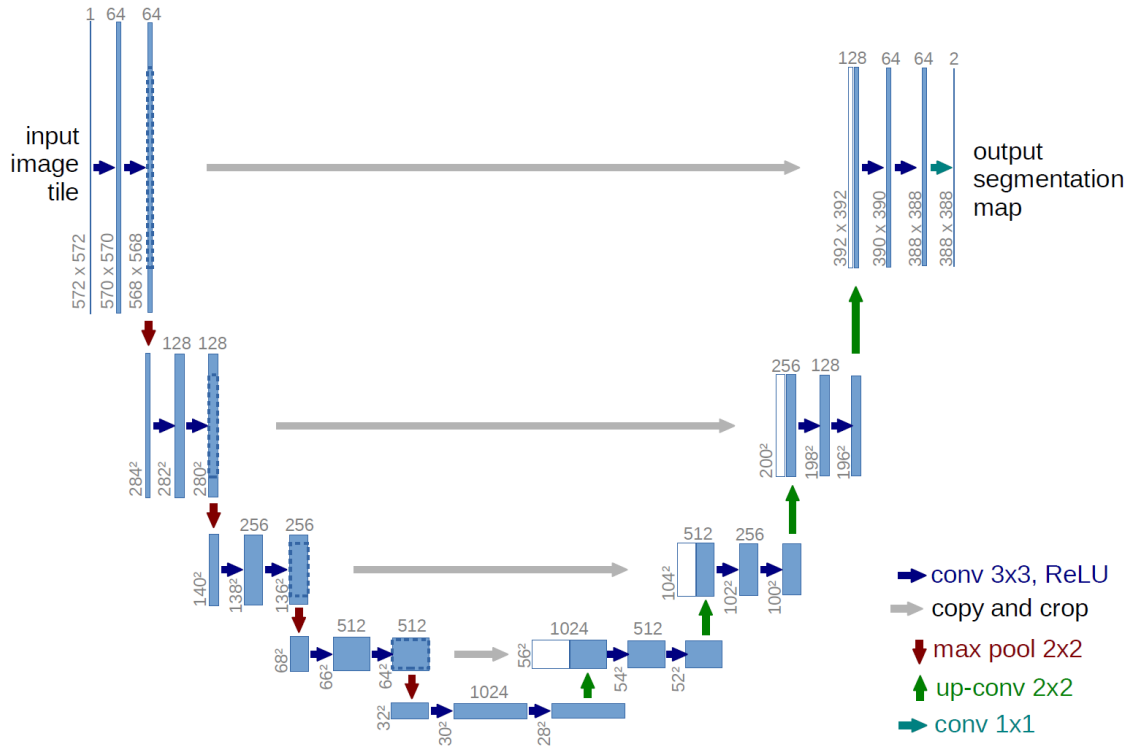 1 64 64
input
image
tile
572 x 572
570 x 570
568 x 568
128 64 64 2
output
segmentation
map
392 x 392
390 x 390
388 x 388
388 x 388
128 128
284²
282²
280²
256 128
200²
198²
196²
256 256
140²
138²
136²
512 256
104²
102²
100²
512 512
68²
66²
64²
1024 512
56²
54²
52²
1024
32²
30²
28²
conv 3x3, ReLU
copy and crop
max pool 2x2
up-conv 2x2
conv 1x1